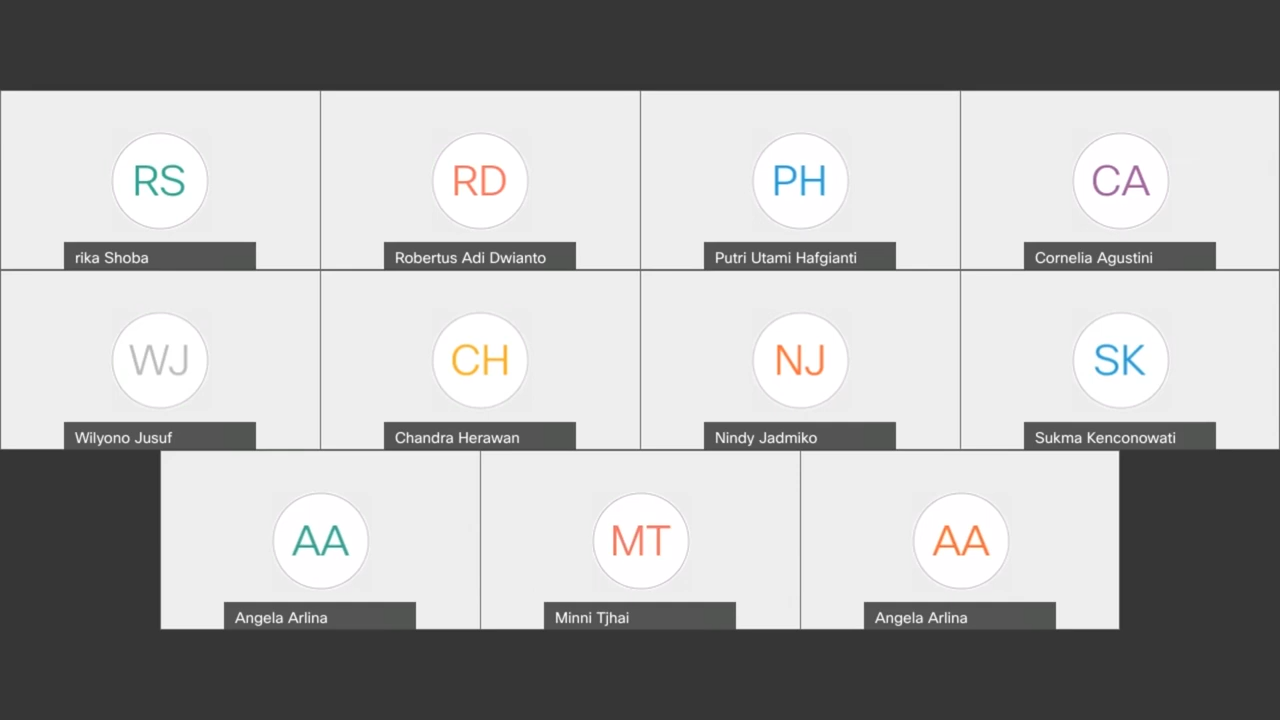 RS
rika Shoba
RD
Robertus Adi Dwianto
PH
Putri Utami Hafgianti
CA
Cornelia Agustini
WJ
Wilyono Jusuf
CH
Chandra Herawan
NJ
Nindy Jadmiko
SK
Sukma Kenconowati
AA
Angela Arlina
MT
Minni Tjhai
AA
Angela Arlina